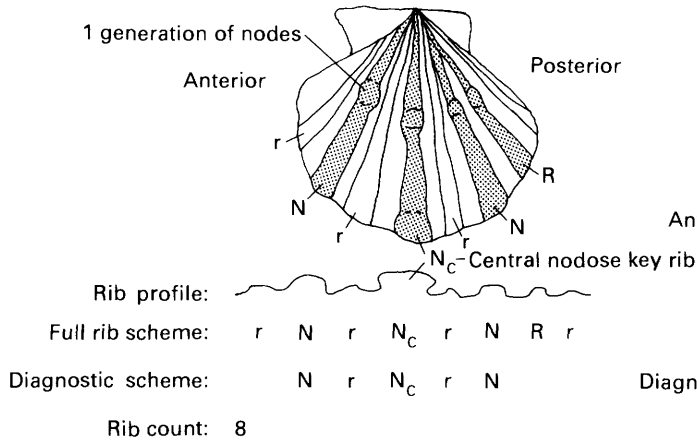 1 generation of nodes
Anterior
Posterior
r
R
N
r
r
N
An
N_C - Central nodose key rib
Rib profile:
Full rib scheme: r N r N_C r N R r
Diagnostic scheme: N r N_C r N
Diagn
Rib count: 8